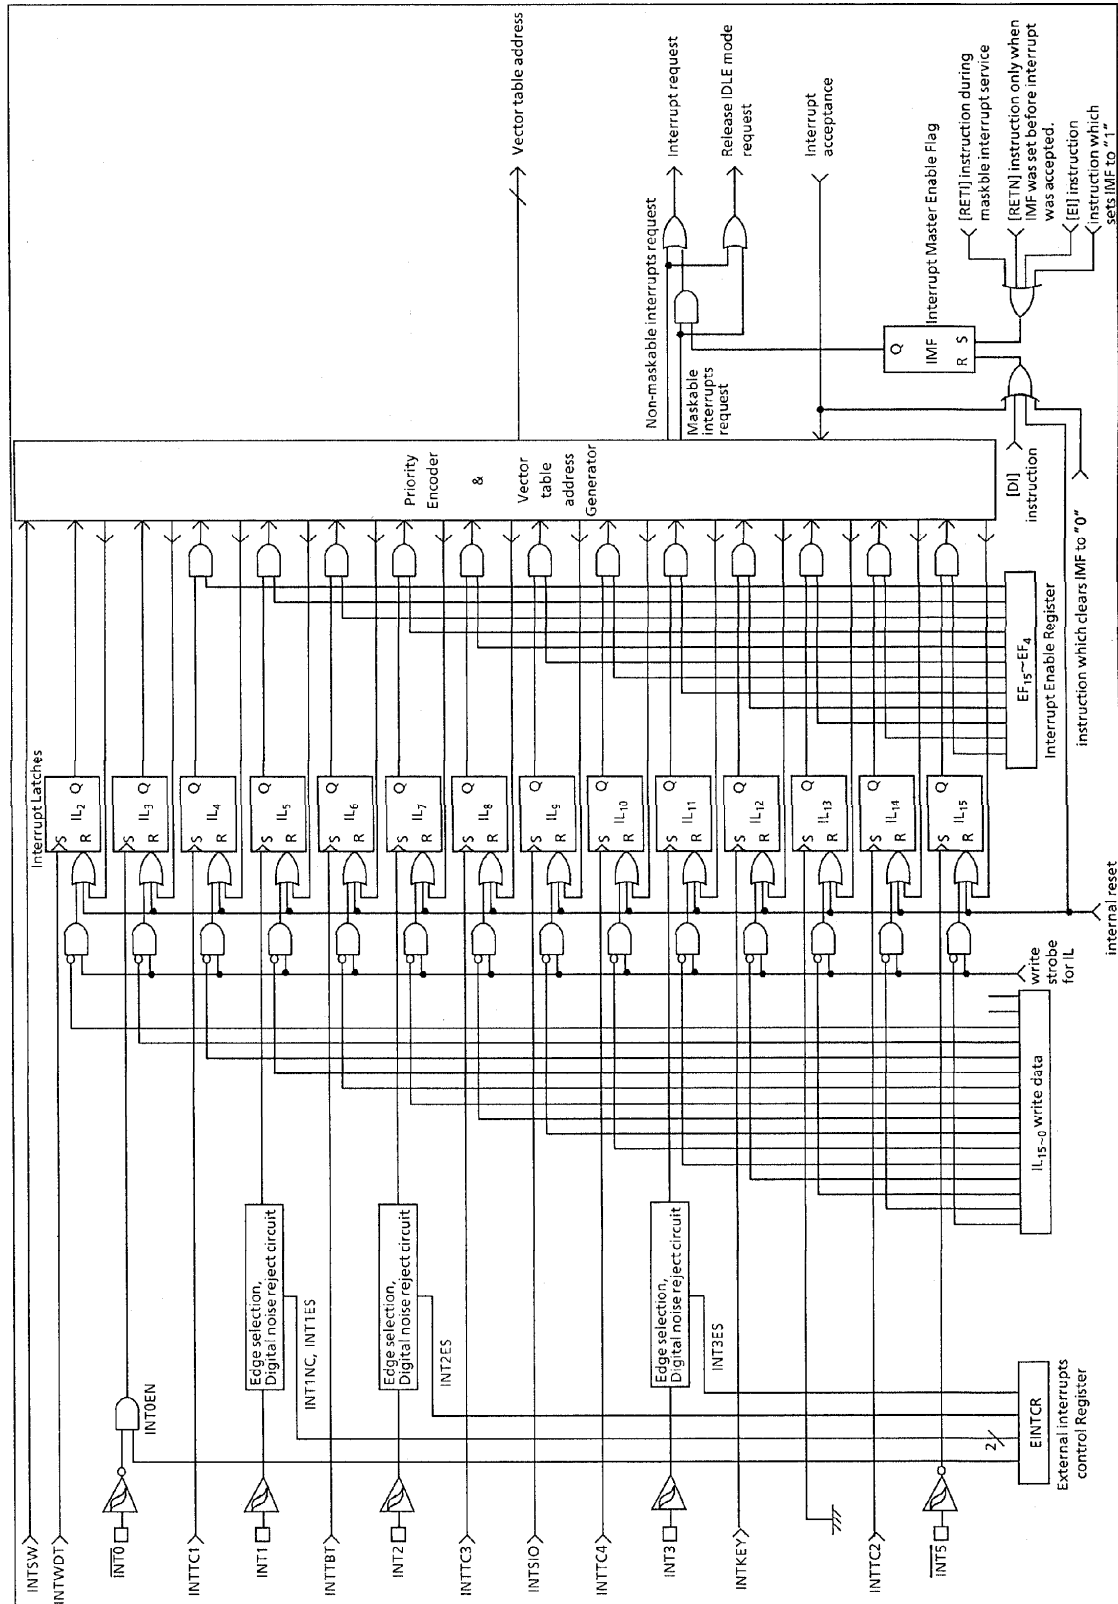 INTSW
INTWDT
INT0
INTTC1
INT1
INTTBT
INT2
INTTC3
INTSIO
INTTC4
INT3
INTKEY
INTTC2
INT5
INT0EN
Edge selection,
Digital noise reject circuit
INT1NC, INT1ES
Edge selection,
Digital noise reject circuit
INT2ES
Edge selection,
Digital noise reject circuit
INT3ES
2
EINTCR
External interrupts
control Register
IL15~0 write data
write
strobe
for IL
internal reset
Interrupt Latches
S
R
IL2
Q
S
R
IL3
Q
S
R
IL4
Q
S
R
IL5
Q
S
R
IL6
Q
S
R
IL7
Q
S
R
IL8
Q
S
R
IL9
Q
S
R
IL10
Q
S
R
IL11
Q
S
R
IL12
Q
S
R
IL13
Q
S
R
IL14
Q
S
R
IL15
Q
EF15~EF4
Interrupt Enable Register
instruction which clears IMF to "0"
[DI]
instruction
Priority
Encoder
&
Vector
table
address
Generator
Vector table address
Non-maskable interrupts request
Maskable
interrupts
request
Interrupt request
Release IDLE mode
request
Interrupt
acceptance
Interrupt Master Enable Flag
Q
IMF
R S
[RETI] instruction during
maskble interrupt service
[RETN] instruction only when
IMF was set before interrupt
was accepted.
[EI] instruction
instruction which
sets IMF to "1"